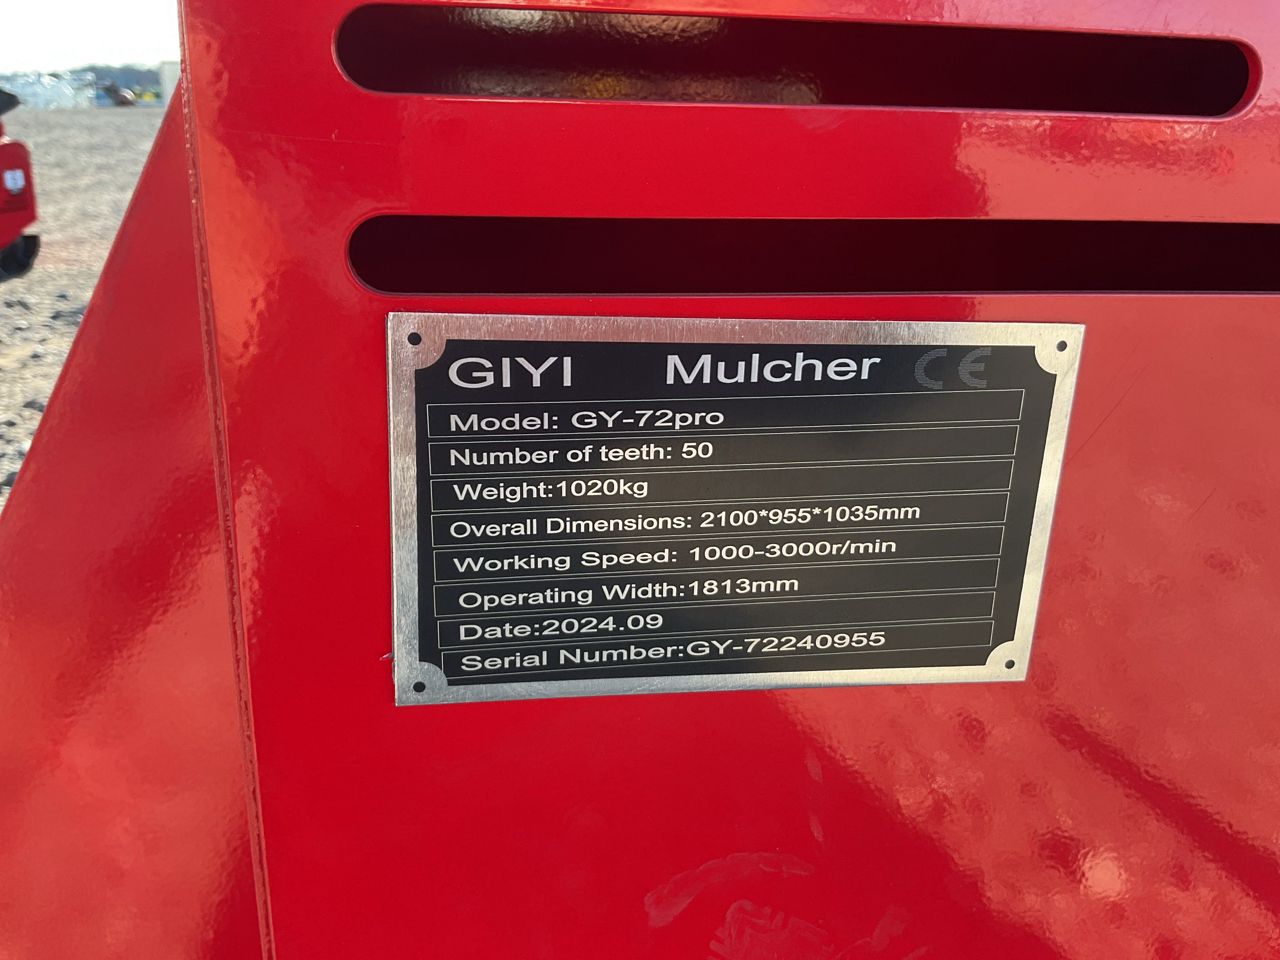 GIYI Mulcher CE
Model: GY-72pro
Number of teeth: 50
Weight:1020kg
Overall Dimensions: 2100*955*1035mm
Working Speed: 1000-3000r/min
Operating Width:1813mm
Date:2024.09
Serial Number:GY-72240955